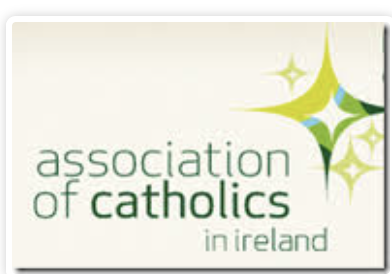 association
of catholics
in ireland